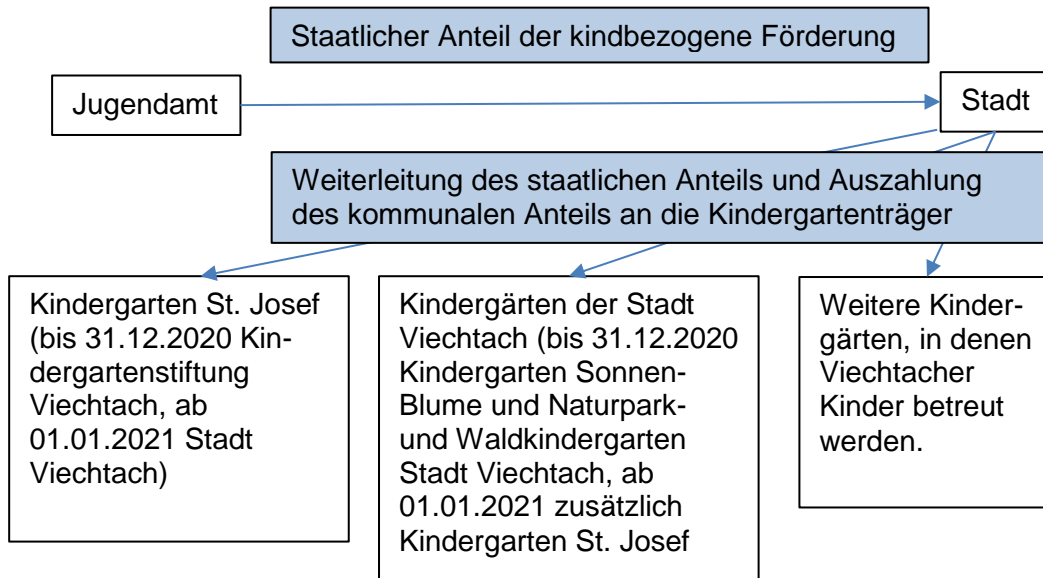 Staatlicher Anteil der kindbezogene Förderung
Jugendamt
Stadt
Weiterleitung des staatlichen Anteils und Auszahlung
des kommunalen Anteils an die Kindergartenträger
Kindergarten St. Josef
(bis 31.12.2020 Kin-
dergartenstiftung
Viechtach, ab
01.01.2021 Stadt
Viechtach)
Kindergärten der Stadt
Viechtach (bis 31.12.2020
Kindergarten Sonnen-
Blume und Naturpark-
und Waldkindergarten
Stadt Viechtach, ab
01.01.2021 zusätzlich
Kindergarten St. Josef
Weitere Kinder-
gärten, in denen
Viechtacher
Kinder betreut
werden.